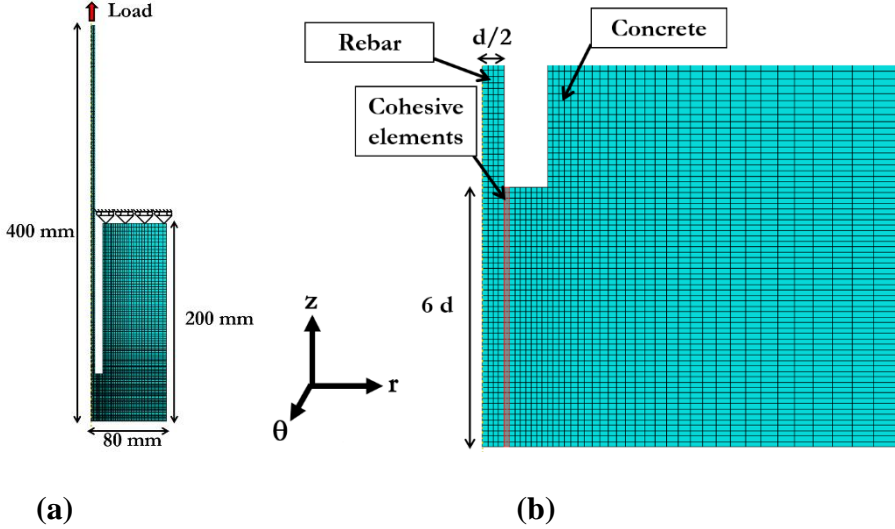 Load
400 mm
200 mm
80 mm
z
r
θ
(a)
d/2
Rebar
Concrete
Cohesive
elements
6 d
(b)